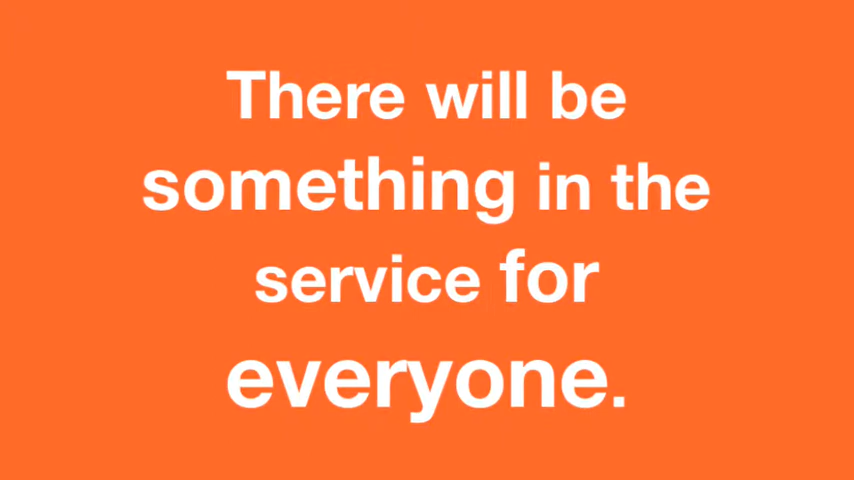 There will be
something in the
service for
everyone.